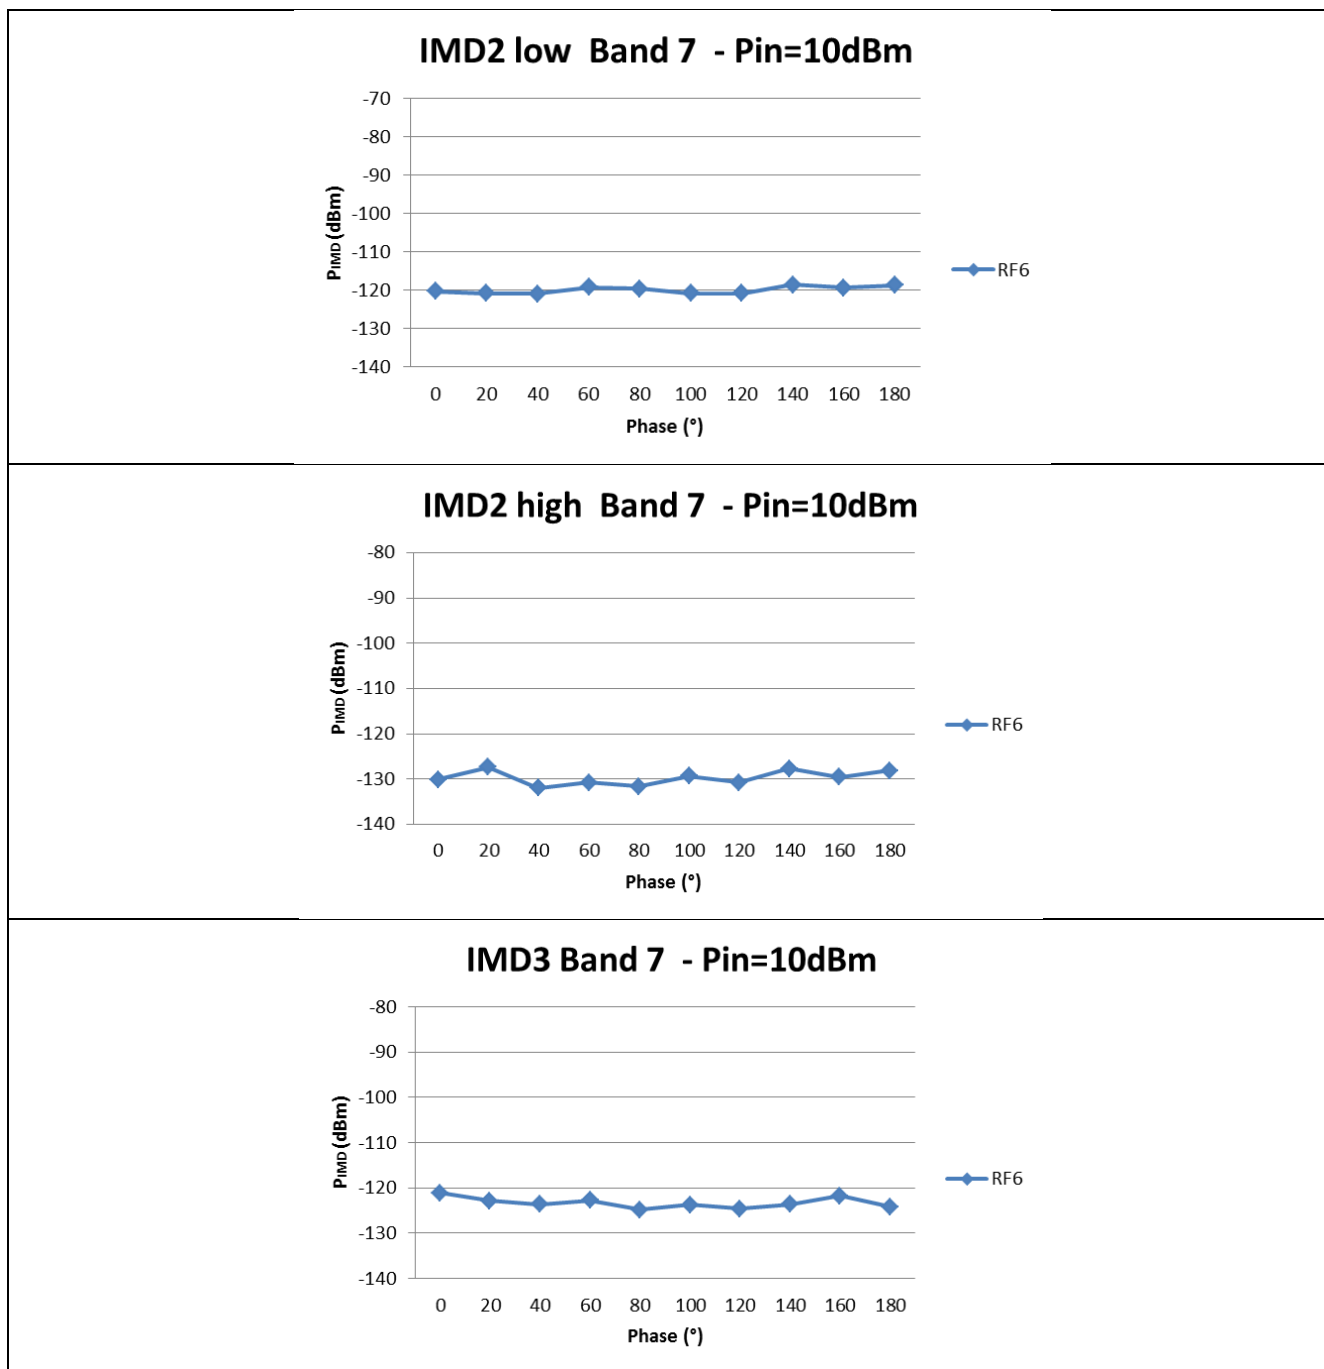 IMD2 low  Band 7  - Pin=10dBm
-70
-80
-90
-100
-110
-120
-130
-140
PIMD (dBm)
0 20 40 60 80 100 120 140 160 180
Phase (°)
RF6
IMD2 high  Band 7  - Pin=10dBm
-80
-90
-100
-110
-120
-130
-140
PIMD (dBm)
0 20 40 60 80 100 120 140 160 180
Phase (°)
RF6
IMD3 Band 7  - Pin=10dBm
-80
-90
-100
-110
-120
-130
-140
PIMD (dBm)
0 20 40 60 80 100 120 140 160 180
Phase (°)
RF6